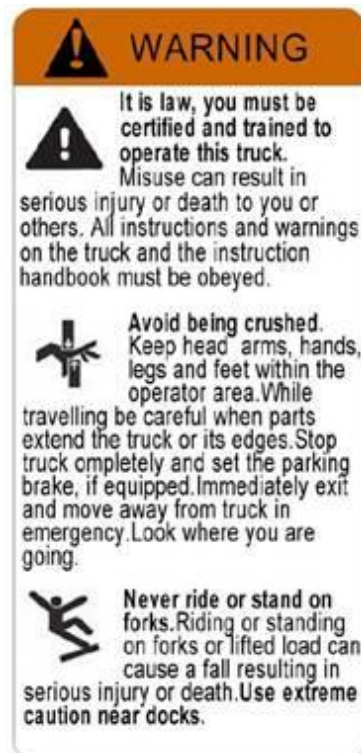 WARNING
It is law, you must be
certified and trained to
operate this truck.
Misuse can result in
serious injury or death to you or
others. All instructions and warnings
on the truck and the instruction
handbook must be obeyed.
Avoid being crushed.
Keep head arms, hands,
legs and feet within the
operator area.While
travelling be careful when parts
extend the truck or its edges.Stop
truck ompletely and set the parking
brake, if equipped.Immediately exit
and move away from truck in
emergency.Look where you are
going.
Never ride or stand on
forks.Riding or standing
on forks or lifted load can
cause a fall resulting in
serious injury or death.Use extreme
caution near docks.